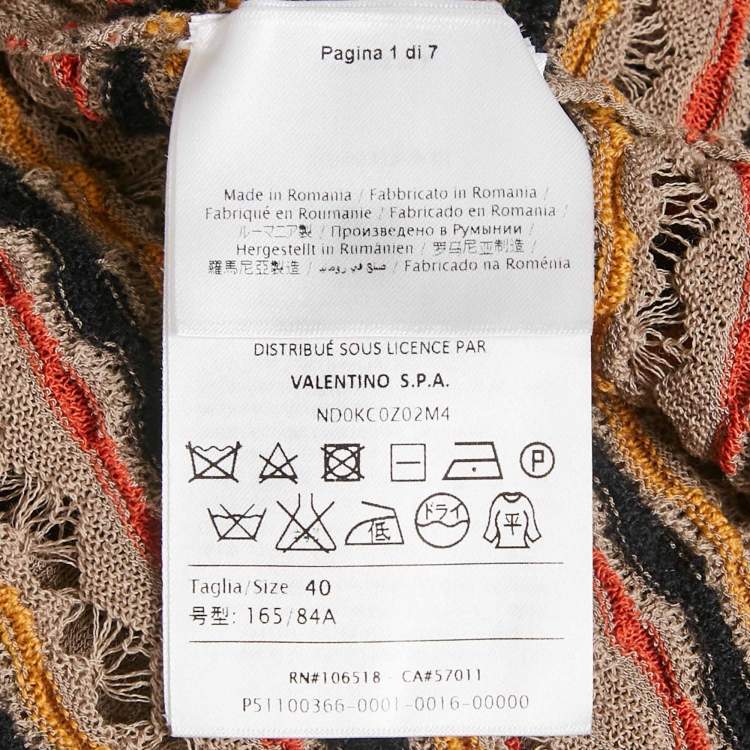 Pagina 1 di 7
Made in Romania / Fabbricato in Romania /
Fabriqué en Roumanie / Fabricado en Romania
ルーマニア製 / Произведено в Румынии /
Hergestellt in Rumänien / 罗马尼亚制造 /
羅馬尼亞製造 / صنع في / Fabricado na Roménia
DISTRIBUÉ SOUS LICENCE PAR
VALENTINO S.P.A.
ND0KC0Z02M4
P
低 ドライ 平
Taglia/Size 40
号型: 165/84A
RN#106518 - CA#57011
P51100366-0001-0016-00000